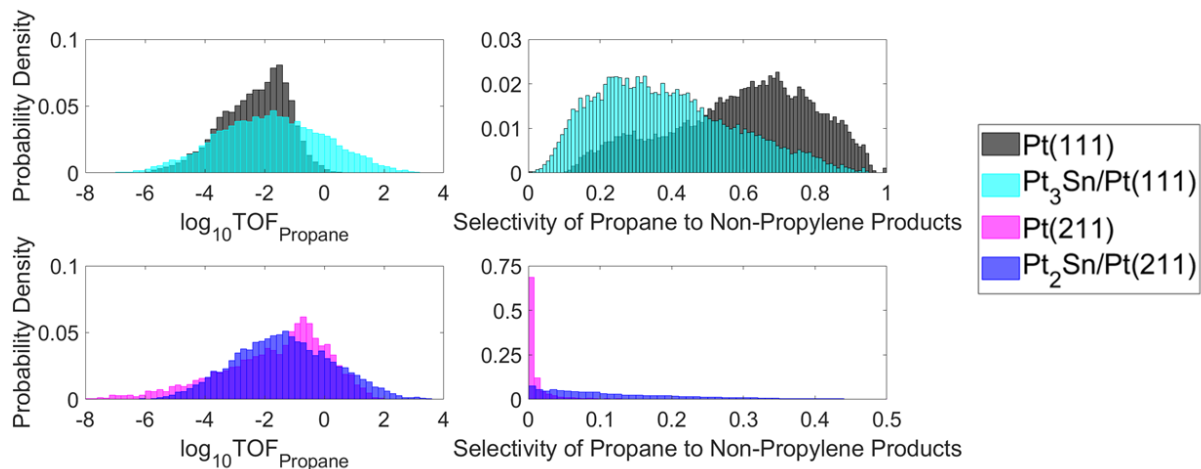 Probability Density
0.1
0.05
0
-8 -6 -4 -2 0 2 4
log10TOFPropane
0.03
0.02
0.01
0
0 0.2 0.4 0.6 0.8 1
Selectivity of Propane to Non-Propylene Products
Pt(111)
Pt3Sn/Pt(111)
Pt(211)
Pt2Sn/Pt(211)
Probability Density
0.1
0.05
0
-8 -6 -4 -2 0 2 4
log10TOFPropane
0.75
0.5
0.25
0
0 0.1 0.2 0.3 0.4 0.5
Selectivity of Propane to Non-Propylene Products